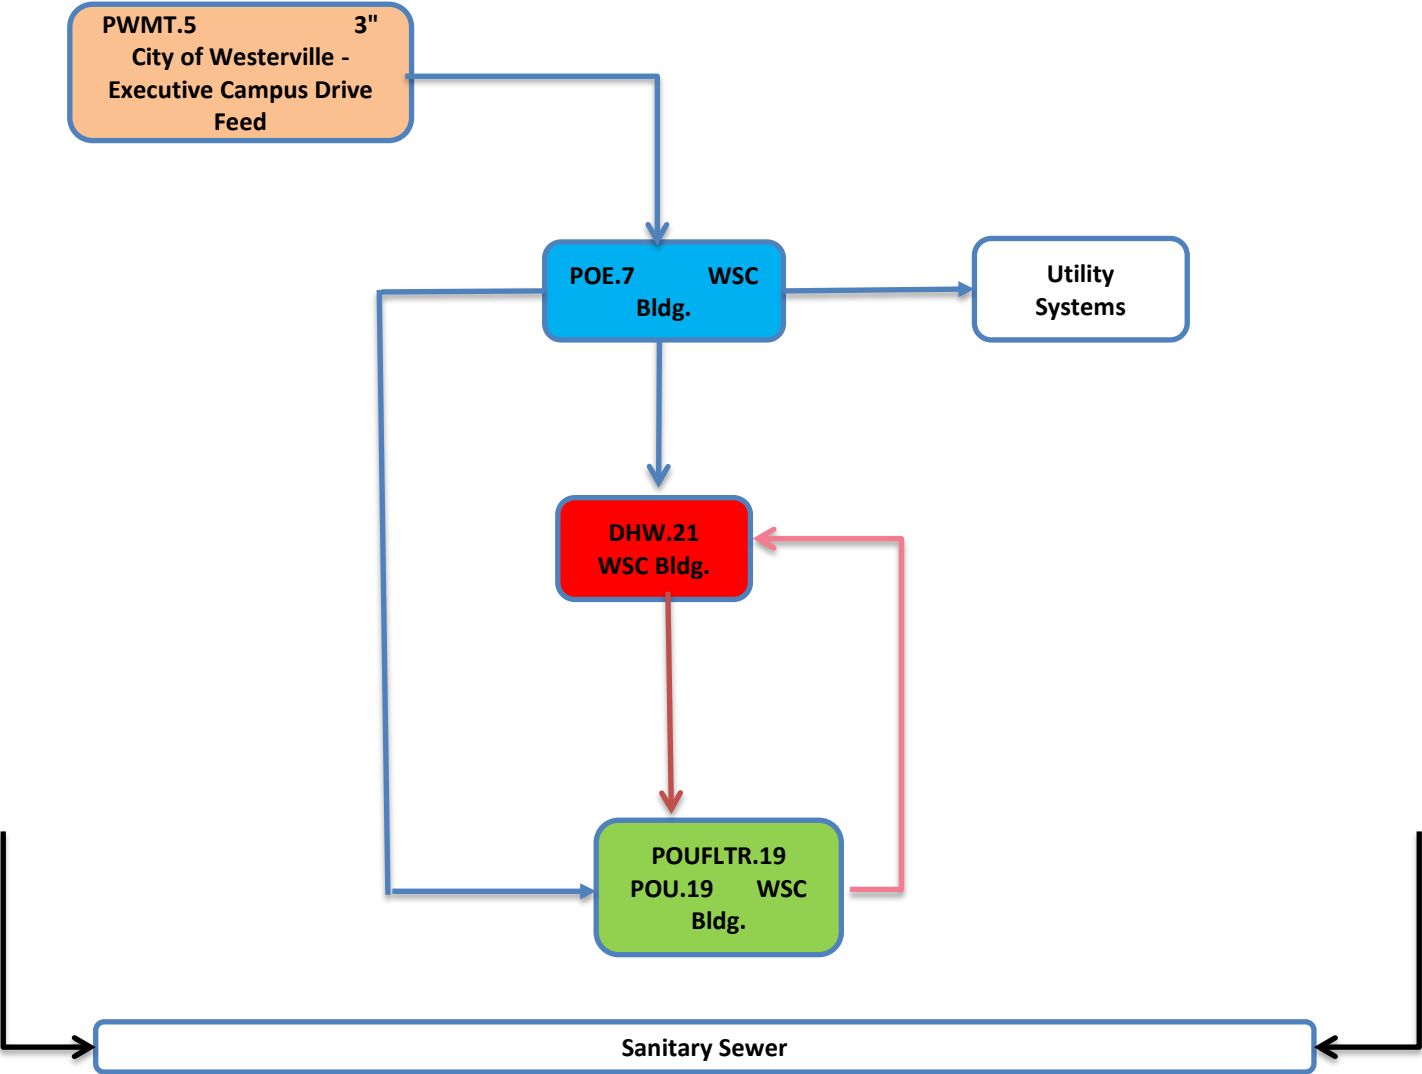 PWMT.5 3"
City of Westerville -
Executive Campus Drive
Feed
POE.7 WSC
Bldg.
Utility
Systems
DHW.21
WSC Bldg.
POUFLTR.19
POU.19 WSC
Bldg.
Sanitary Sewer